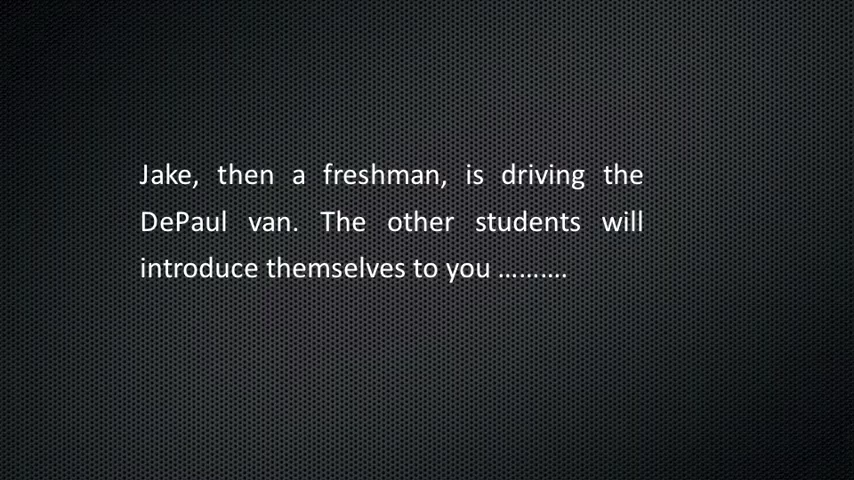 Jake, then a freshman, is driving the
DePaul van. The other students will
introduce themselves to you ……….